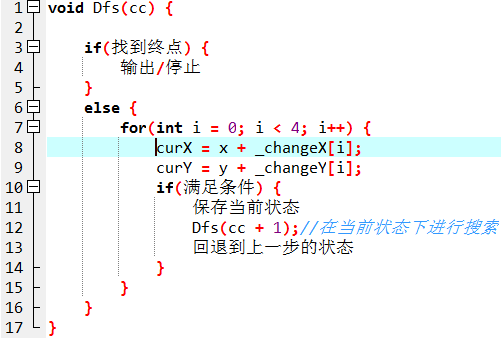 1 void Dfs(cc) {
2
3 if(找到终点) {
4 输出/停止
5 }
6 else {
7 for(int i = 0; i < 4; i++) {
8 curX = x + _changeX[i];
9 curY = y + _changeY[i];
10 if(满足条件) {
11 保存当前状态
12 Dfs(cc + 1);//在当前状态下进行搜索
13 回退到上一步的状态
14 }
15 }
16 }
17 }